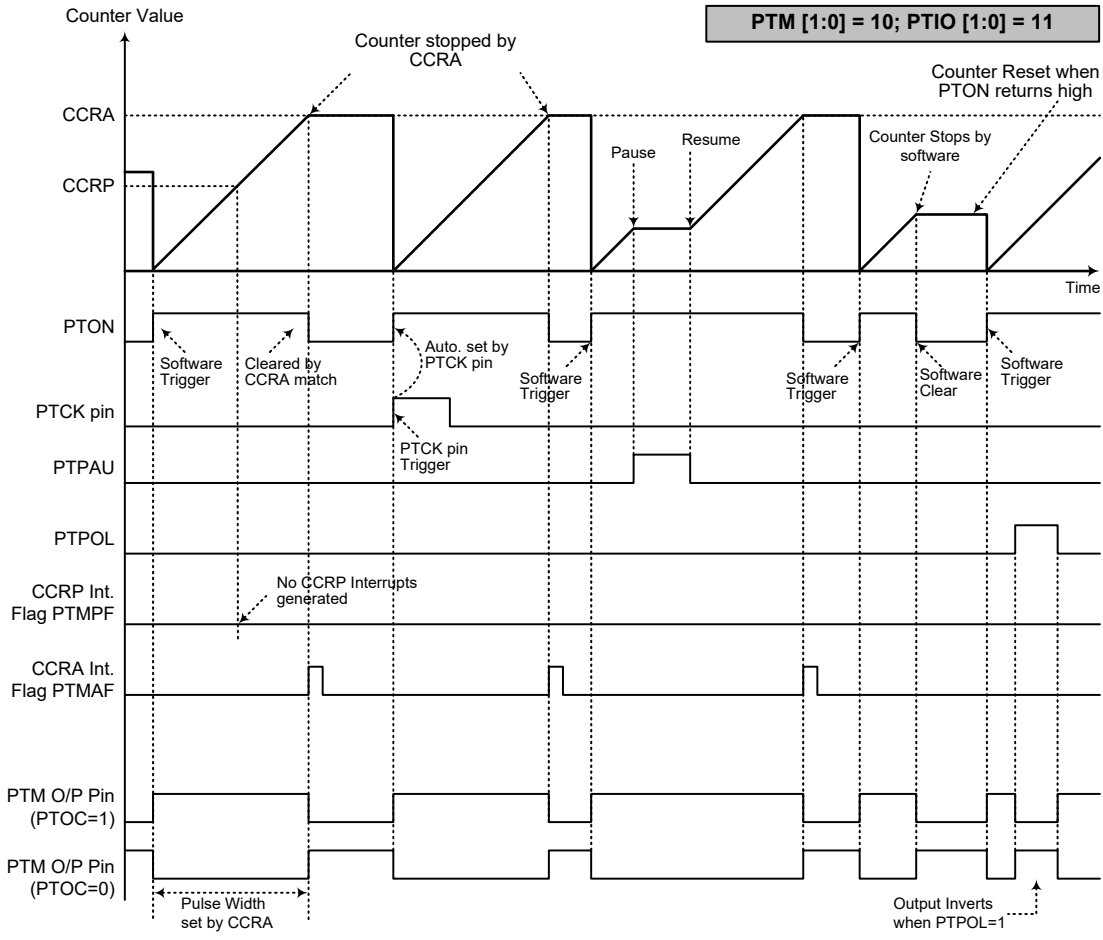 Counter Value
PTM [1:0] = 10; PTIO [1:0] = 11
Counter stopped by
CCRA
Counter Reset when
PTON returns high
CCRA
Pause
Resume
Counter Stops by
software
CCRP
Time
PTON
Software
Trigger
Cleared by
CCRA match
Auto. set by
PTCK pin
Software
Trigger
Software
Trigger
Software
Clear
Software
Trigger
PTCK pin
PTCK pin
Trigger
PTPAU
PTPOL
CCRP Int.
Flag PTMPF
No CCRP Interrupts
generated
CCRA Int.
Flag PTMAF
PTM O/P Pin
(PTOC=1)
PTM O/P Pin
(PTOC=0)
Pulse Width
set by CCRA
Output Inverts
when PTPOL=1